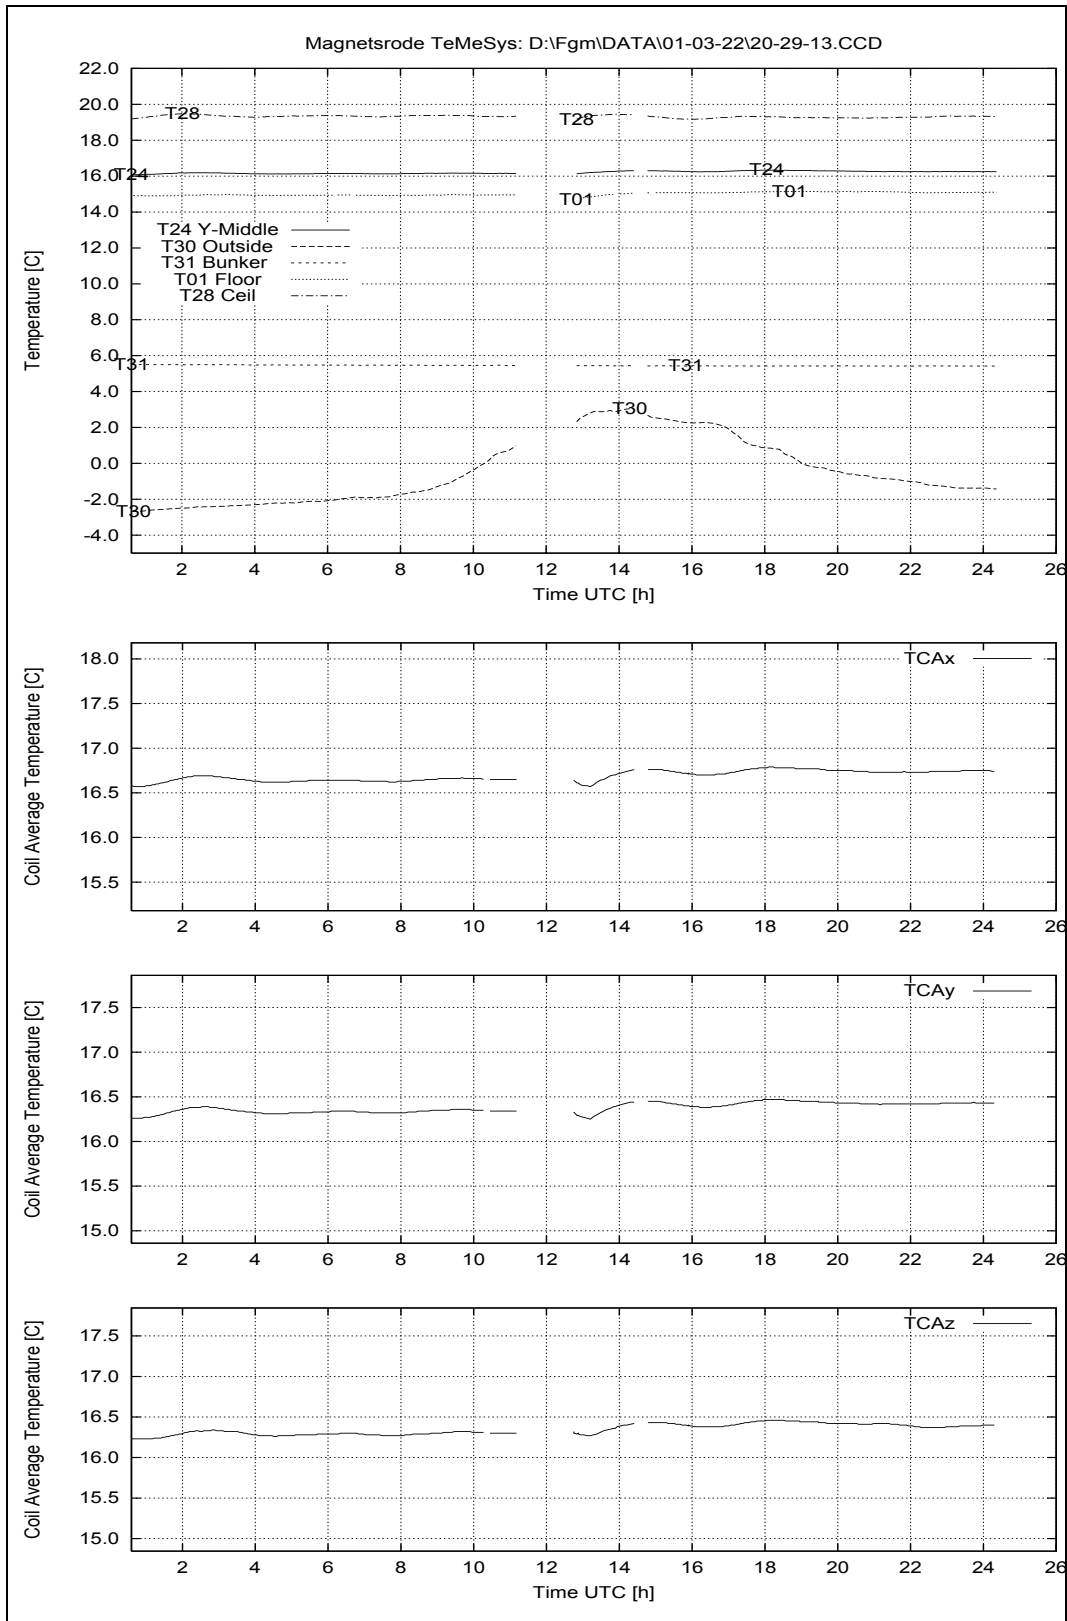 Magnetsrode TeMeSys: D:\Fgm\DATA\01-03-22\20-29-13.CCD
Temperature [C]
22.0
20.0
18.0
16.0
14.0
12.0
10.0
8.0
6.0
4.0
2.0
0.0
-2.0
-4.0
T28
T28
T24
T24
T01
T01
T24 Y-Middle
T30 Outside
T31 Bunker
T01 Floor
T28 Ceil
T31
T31
T30
T30
2 4 6 8 10 12 14 16 18 20 22 24 26
Time UTC [h]
Coil Average Temperature [C]
18.0
17.5
17.0
16.5
16.0
15.5
TCAx
2 4 6 8 10 12 14 16 18 20 22 24 26
Coil Average Temperature [C]
17.5
17.0
16.5
16.0
15.5
15.0
TCAy
2 4 6 8 10 12 14 16 18 20 22 24 26
Coil Average Temperature [C]
17.5
17.0
16.5
16.0
15.5
15.0
TCAz
2 4 6 8 10 12 14 16 18 20 22 24 26
Time UTC [h]